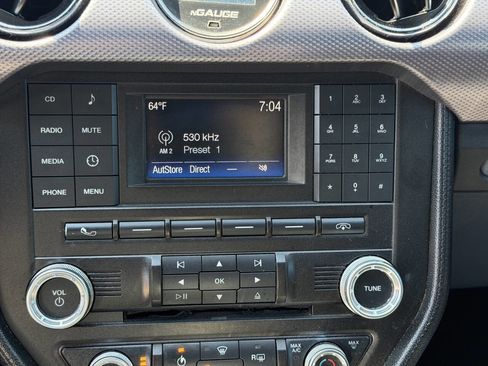 nGAUGE
CD
RADIO MUTE
MEDIA
PHONE MENU
64°F 7:04
530 kHz
AM 2 Preset 1
AutStore Direct
1 2 ABC 3 DEF
4 GHI 5 JKL 6 MNO
7 PQRS 8 TUV 9 WXYZ
* 0 #
VOL
OK
TUNE
R
MAX A/C
MAX